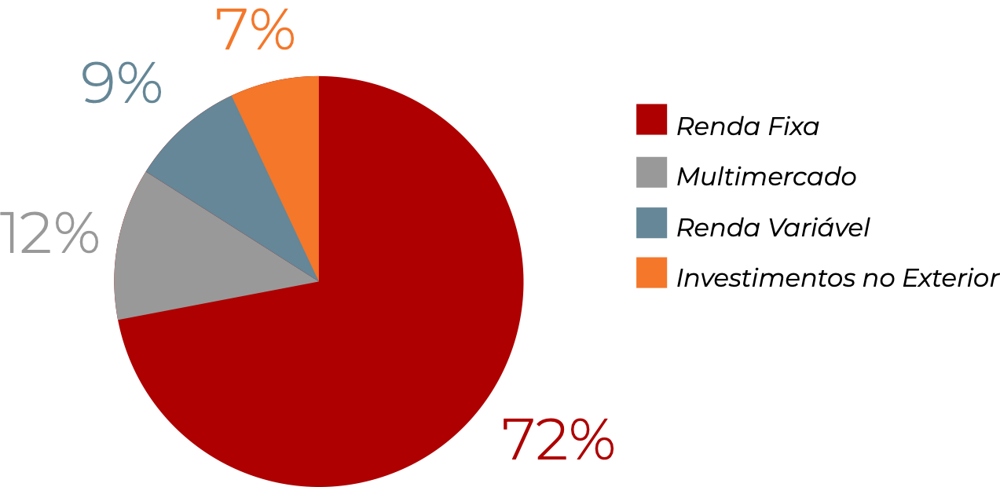 7%
9%
12%
72%
Renda Fixa
Multimercado
Renda Variável
Investimentos no Exterior